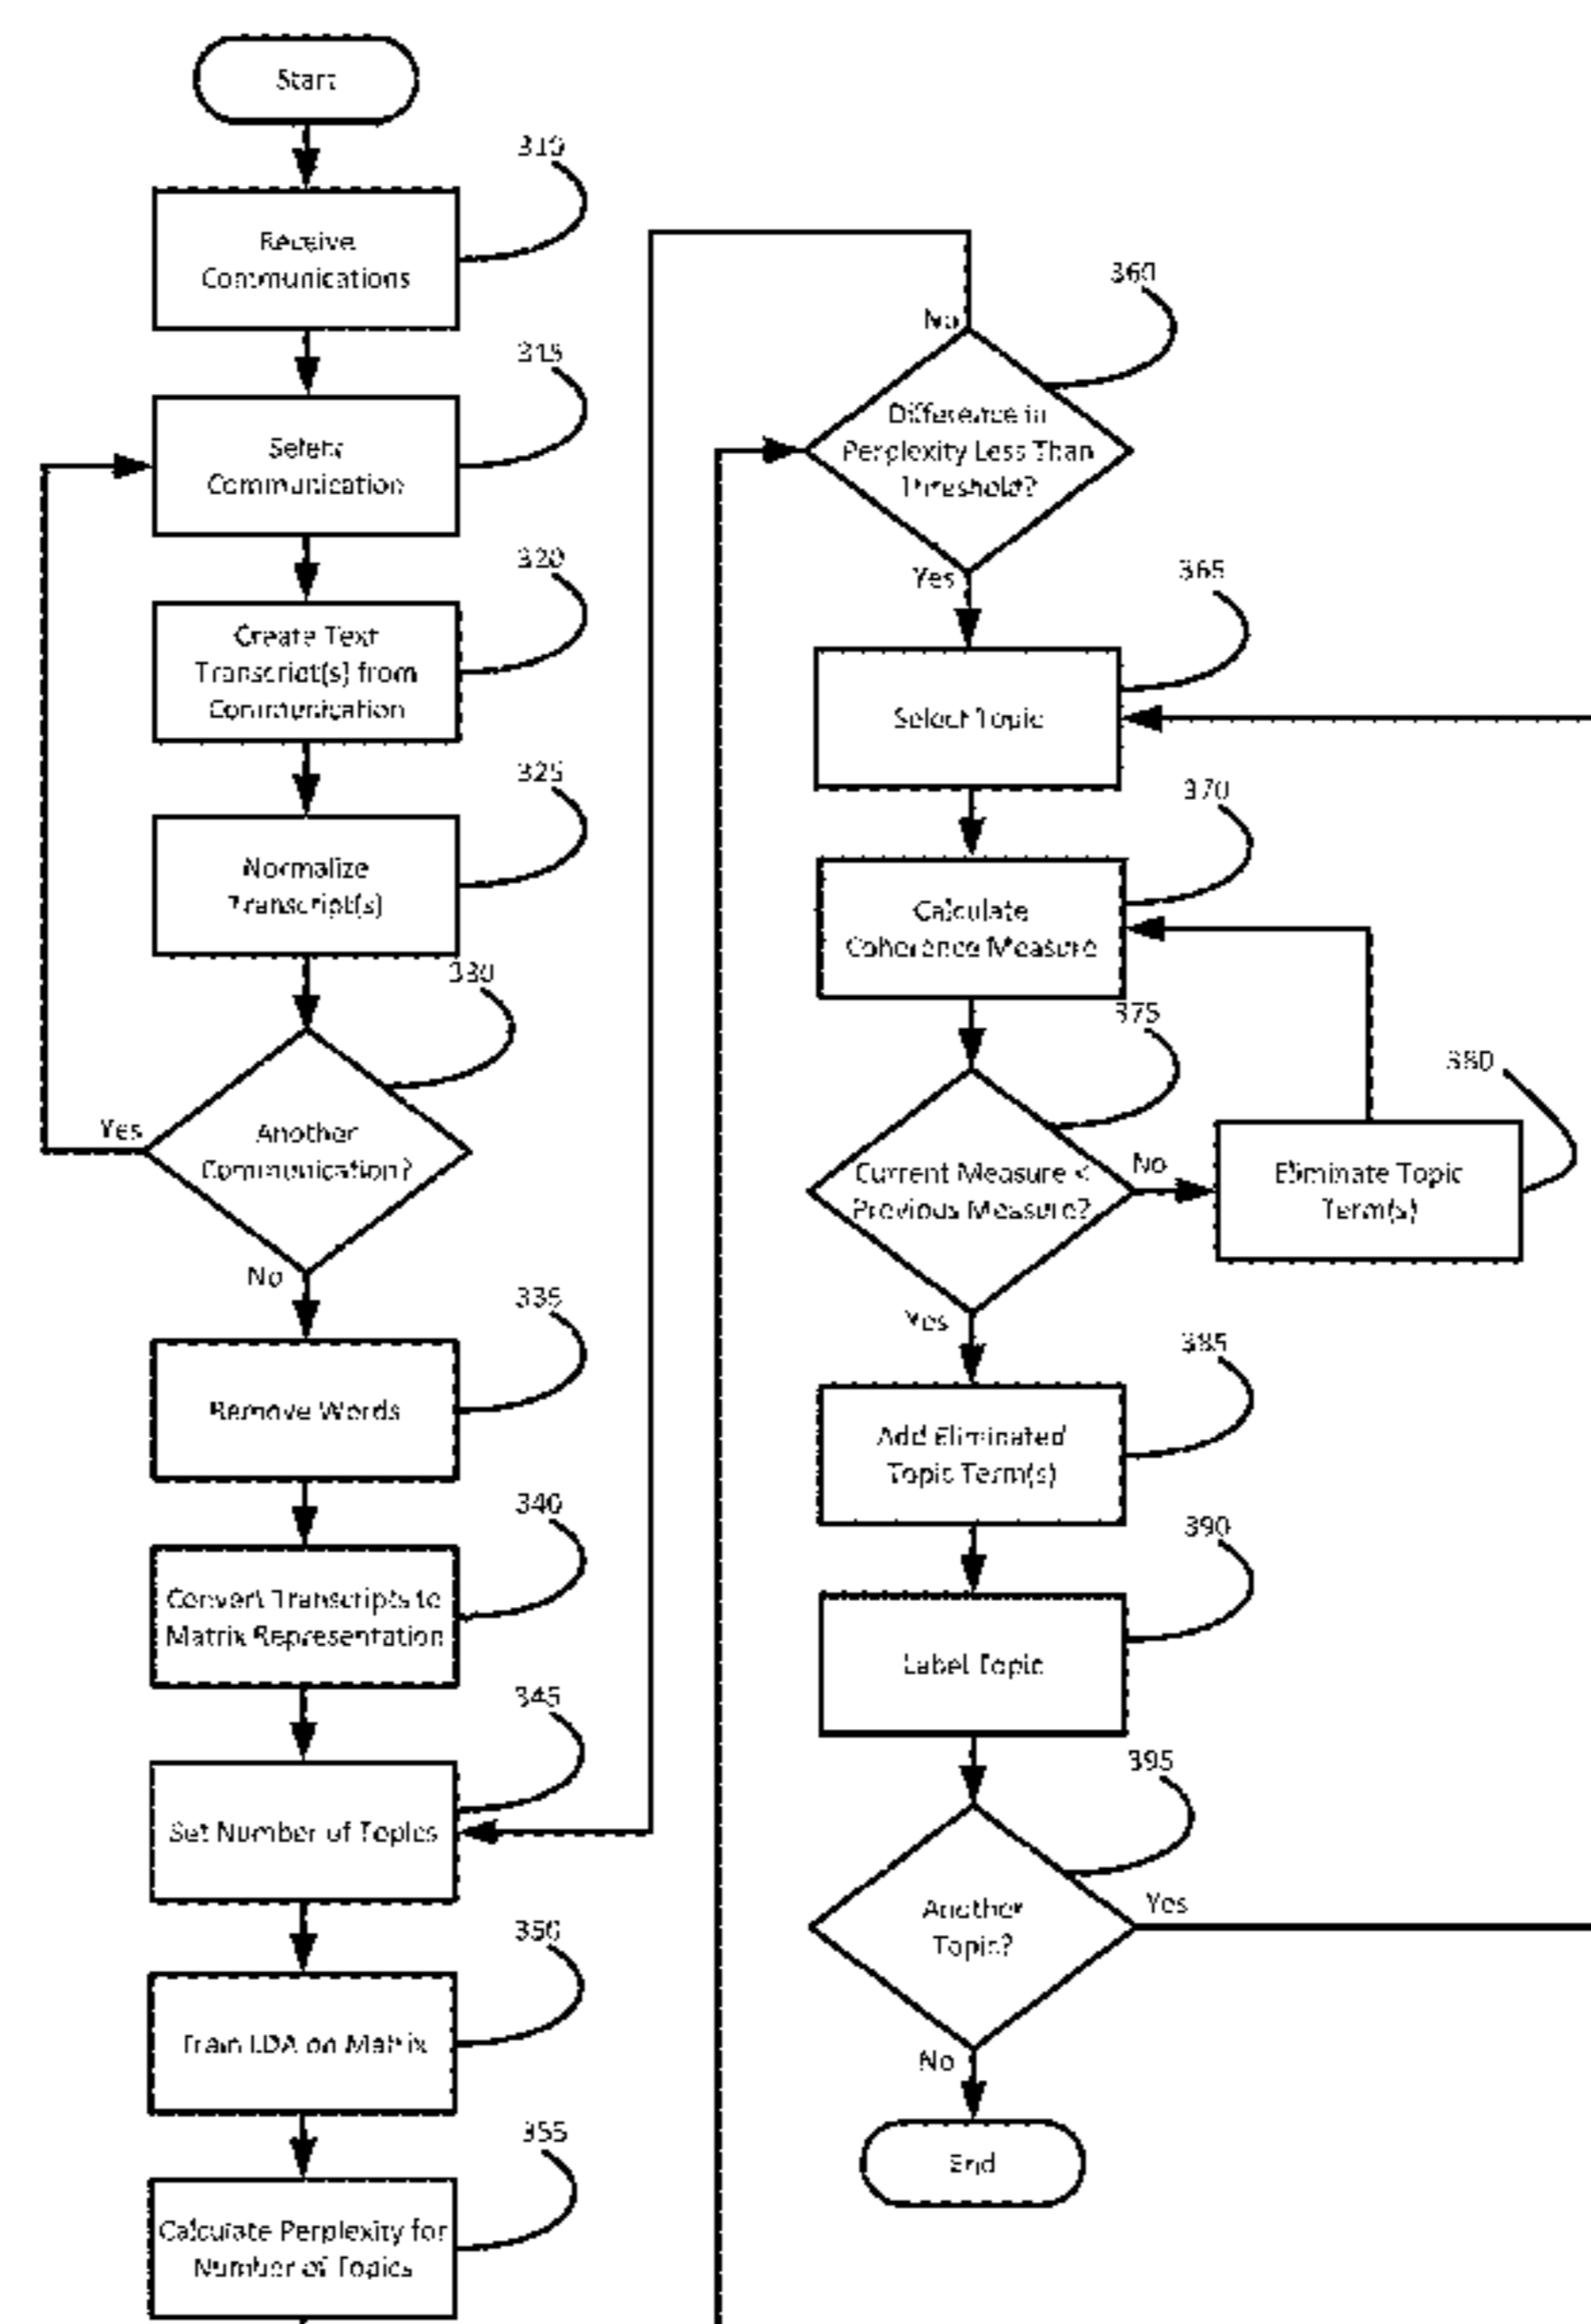 Start
310
Receive
Communications
315
Select
Communication
320
Create Text
Transcript(s) from
Communication
325
Normalize
Transcript(s)
330
Another
Communication?
Yes
No
335
Remove Words
340
Convert Transcripts to
Matrix Representation
345
Set Number of Topics
350
Train LDA on Matrix
355
Calculate Perplexity for
Number of Topics
360
No
Difference in
Perplexity Less Than
Threshold?
Yes
365
Select Topic
370
Calculate
Coherence Measure
375
Current Measure <
Previous Measure?
No
380
Eliminate Topic
Term(s)
Yes
385
Add Eliminated
Topic Term(s)
390
Label Topic
395
Another
Topic?
Yes
No
End